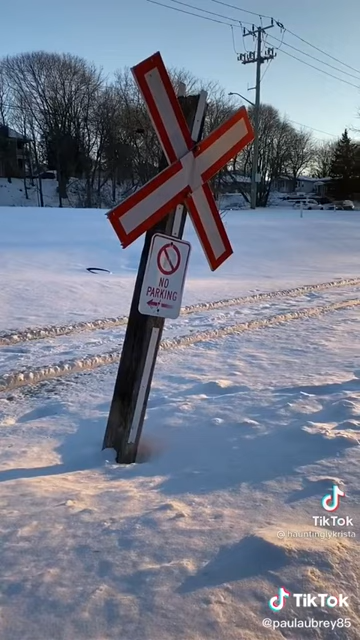 NO
PARKING
TikTok
@hauntinglykrista
TikTok
@paulaubrey85